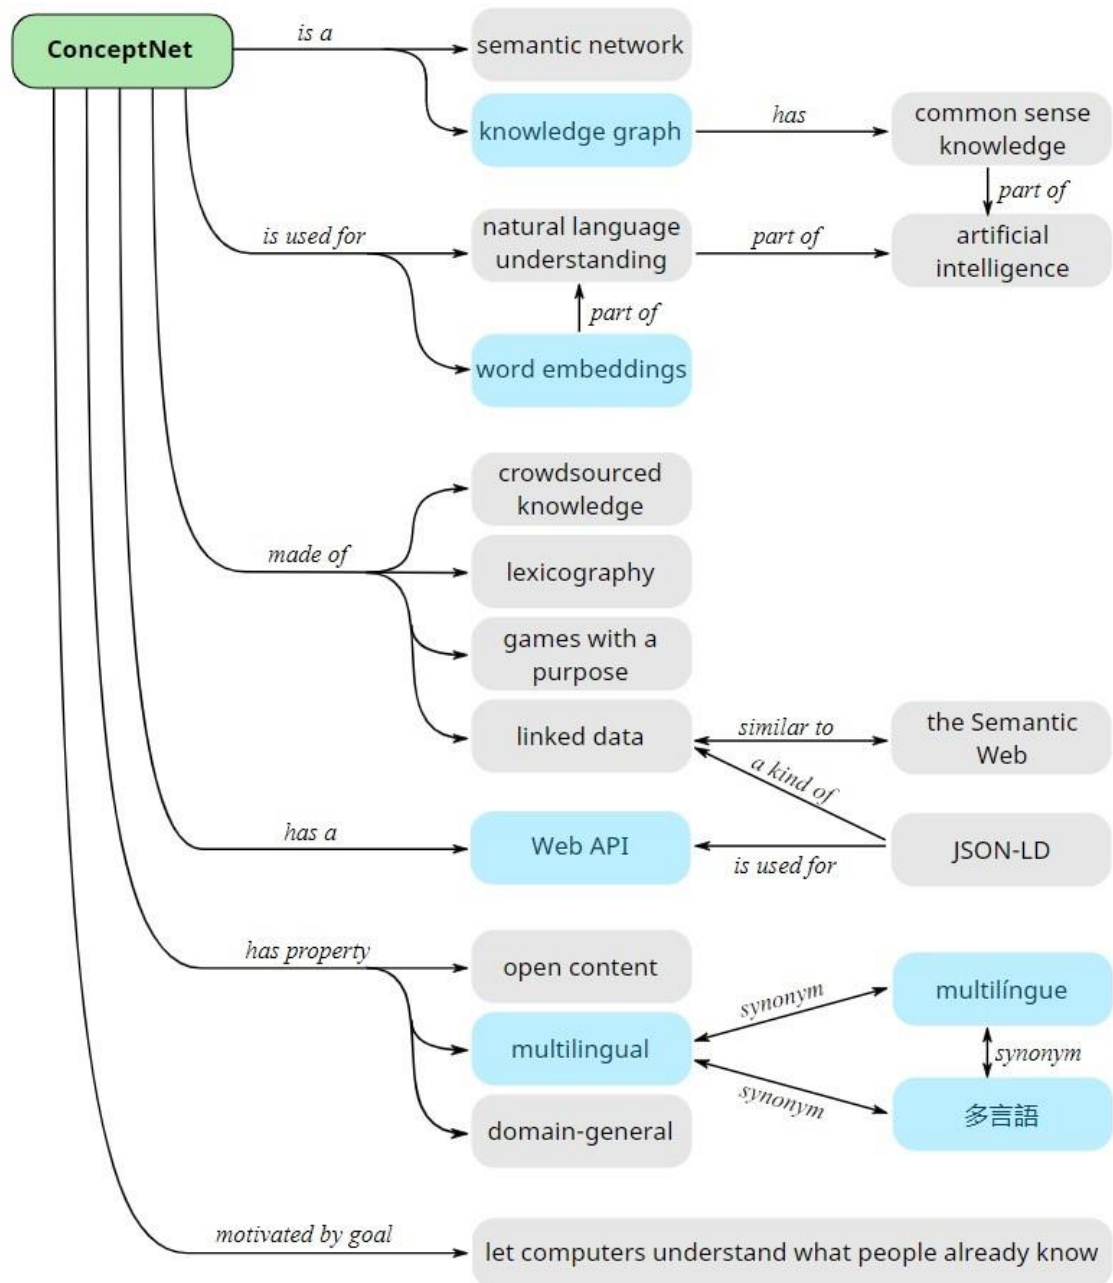 ConceptNet
is a
semantic network
knowledge graph
has
common sense
knowledge
part of
is used for
natural language
understanding
part of
artificial
intelligence
part of
word embeddings
crowdsourced
knowledge
made of
lexicography
games with a
purpose
linked data
similar to
the Semantic
Web
a kind of
has a
Web API
is used for
JSON-LD
has property
open content
synonym
multilíngue
multilingual
synonym
synonym
多言語
domain-general
motivated by goal
let computers understand what people already know